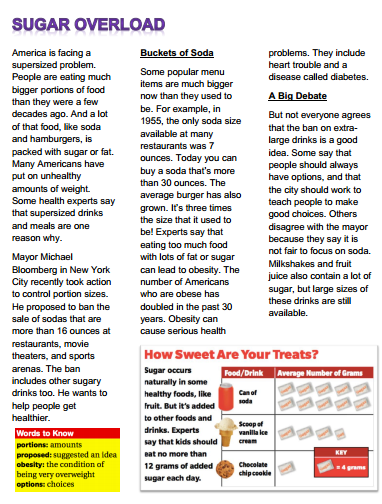 SUGAR OVERLOAD
America is facing a
supersized problem.
People are eating much
bigger portions of food
than they were a few
decades ago. And a lot
of that food, like soda
and hamburgers, is
packed with sugar or fat.
Many Americans have
put on unhealthy
amounts of weight.
Some health experts say
that supersized drinks
and meals are one
reason why.
Mayor Michael
Bloomberg in New York
City recently took action
to control portion sizes.
He proposed to ban the
sale of sodas that are
more than 16 ounces at
restaurants, movie
theaters, and sports
arenas. The ban
includes other sugary
drinks too. He wants to
help people get
healthier.
Words to Know
portions: amounts
proposed: suggested an idea
obesity: the condition of
being very overweight
options: choices
Buckets of Soda
Some popular menu
items are much bigger
now than they used to
be. For example, in
1955, the only soda size
available at many
restaurants was 7
ounces. Today you can
buy a soda that's more
than 30 ounces. The
average burger has also
grown. It's three times
the size that it used to
be! Experts say that
eating too much food
with lots of fat or sugar
can lead to obesity. The
number of Americans
who are obese has
doubled in the past 30
years. Obesity can
cause serious health
problems. They include
heart trouble and a
disease called diabetes.
A Big Debate
But not everyone agrees
that the ban on extra-
large drinks is a good
idea. Some say that
people should always
have options, and that
the city should work to
teach people to make
good choices. Others
disagree with the mayor
because they say it is
not fair to focus on soda.
Milkshakes and fruit
juice also contain a lot of
sugar, but large sizes of
these drinks are still
available.
How Sweet Are Your Treats?
Sugar occurs
naturally in some
healthy foods, like
fruit. But it's added
to other foods and
drinks. Experts
say that kids should
eat no more than
12 grams of added
sugar each day.
Food/Drink
Average Number of Grams
Can of
soda
Scoop of
vanilla ice
cream
Chocolate
chip cookie
KEY
= 4 grams